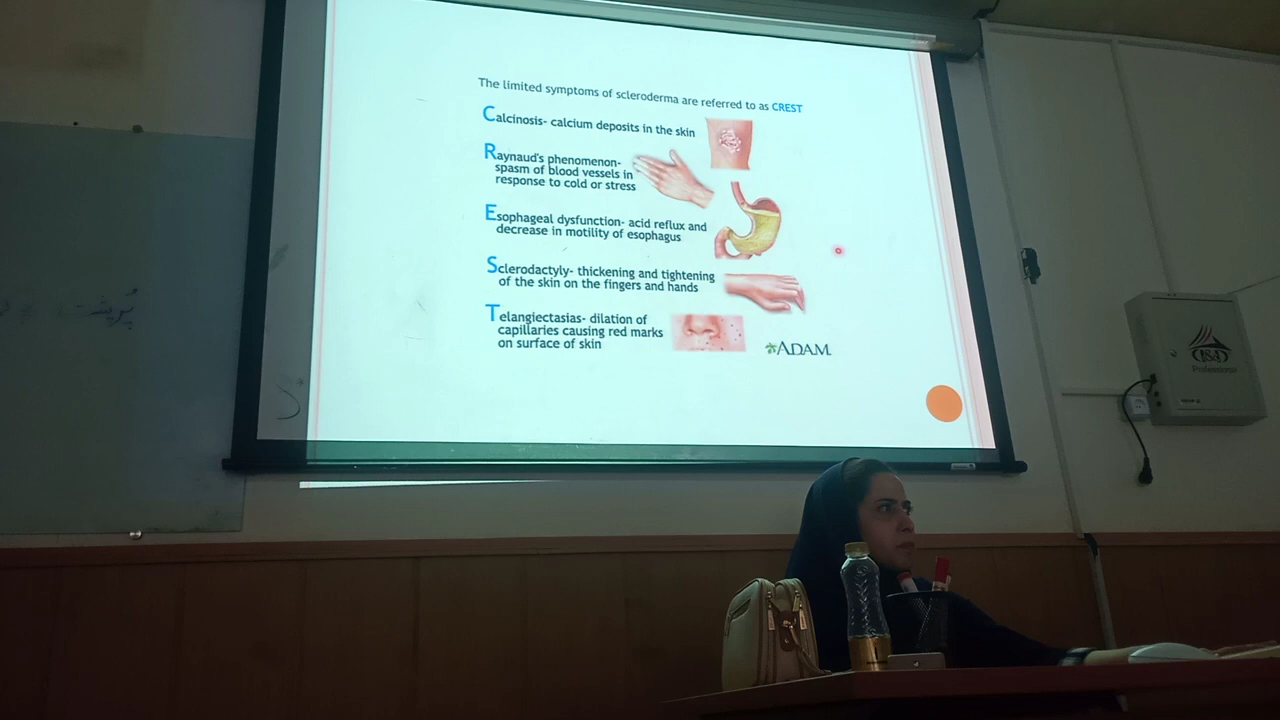 The limited symptoms of scleroderma are referred to as CREST
Calcinosis- calcium deposits in the skin
Raynaud's phenomenon-
spasm of blood vessels in
response to cold or stress
Esophageal dysfunction- acid reflux and
decrease in motility of esophagus
Sclerodactyly- thickening and tightening
of the skin on the fingers and hands
Telangiectasias- dilation of
capillaries causing red marks
on surface of skin
ADAM.
Professional